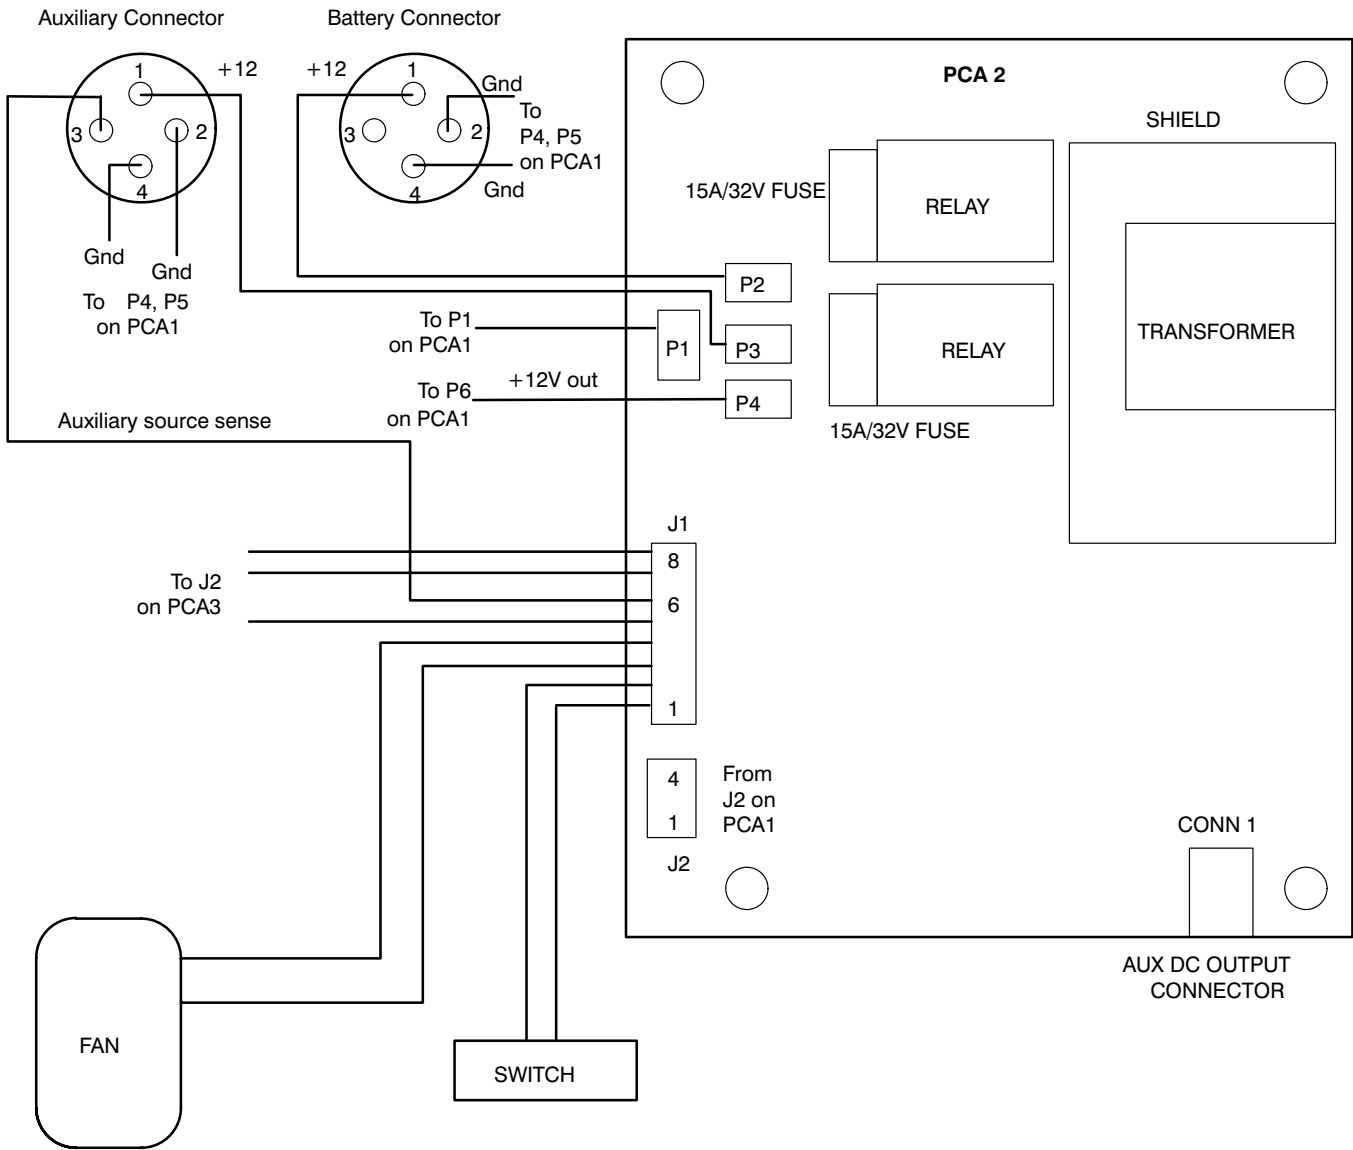 Auxiliary Connector
Battery Connector
1
+12
3
2
4
Gnd
Gnd
To P4, P5
on PCA1
+12
1
Gnd
3
2
To
P4, P5
on PCA1
4
Gnd
PCA 2
SHIELD
15A/32V FUSE
RELAY
TRANSFORMER
P2
To P1
on PCA1
P1
P3
RELAY
+12V out
To P6
on PCA1
P4
15A/32V FUSE
Auxiliary source sense
J1
8
6
1
To J2
on PCA3
4
1
From
J2 on
PCA1
J2
CONN 1
AUX DC OUTPUT
CONNECTOR
FAN
SWITCH